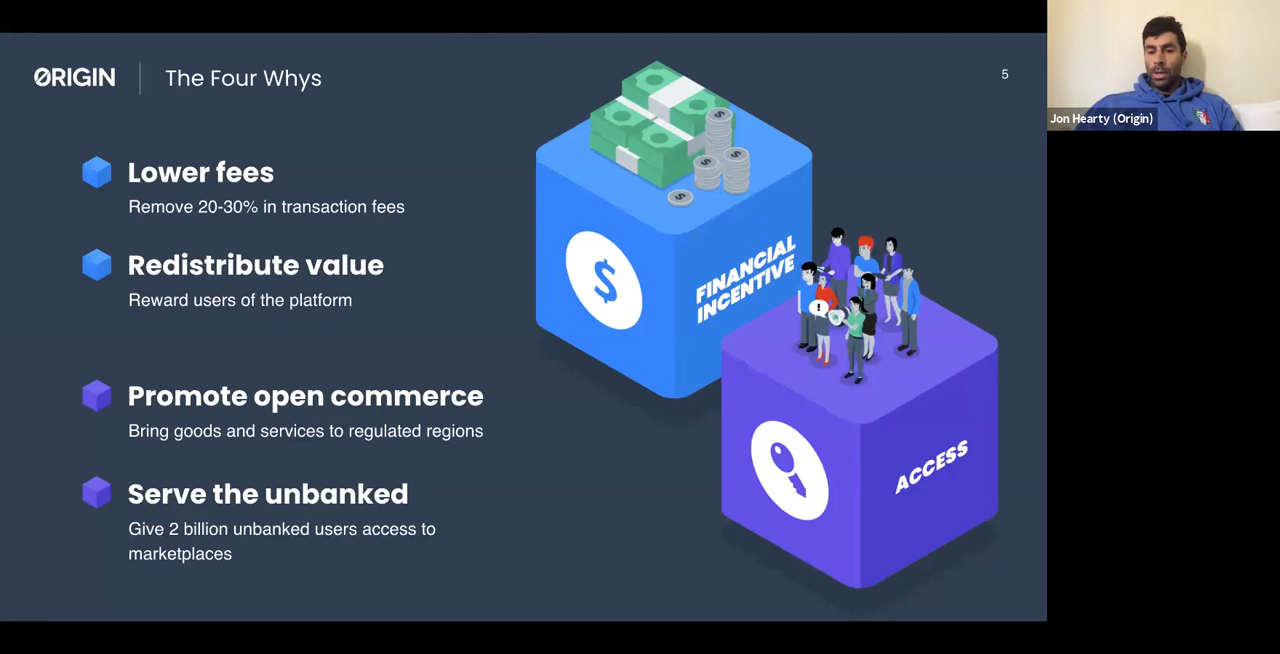 ØRIGIN
The Four Whys
5
Jon Hearty (Origin)
Lower fees
Remove 20-30% in transaction fees
Redistribute value
Reward users of the platform
Promote open commerce
Bring goods and services to regulated regions
Serve the unbanked
Give 2 billion unbanked users access to
marketplaces
$
FINANCIAL
INCENTIVE
!
ACCESS